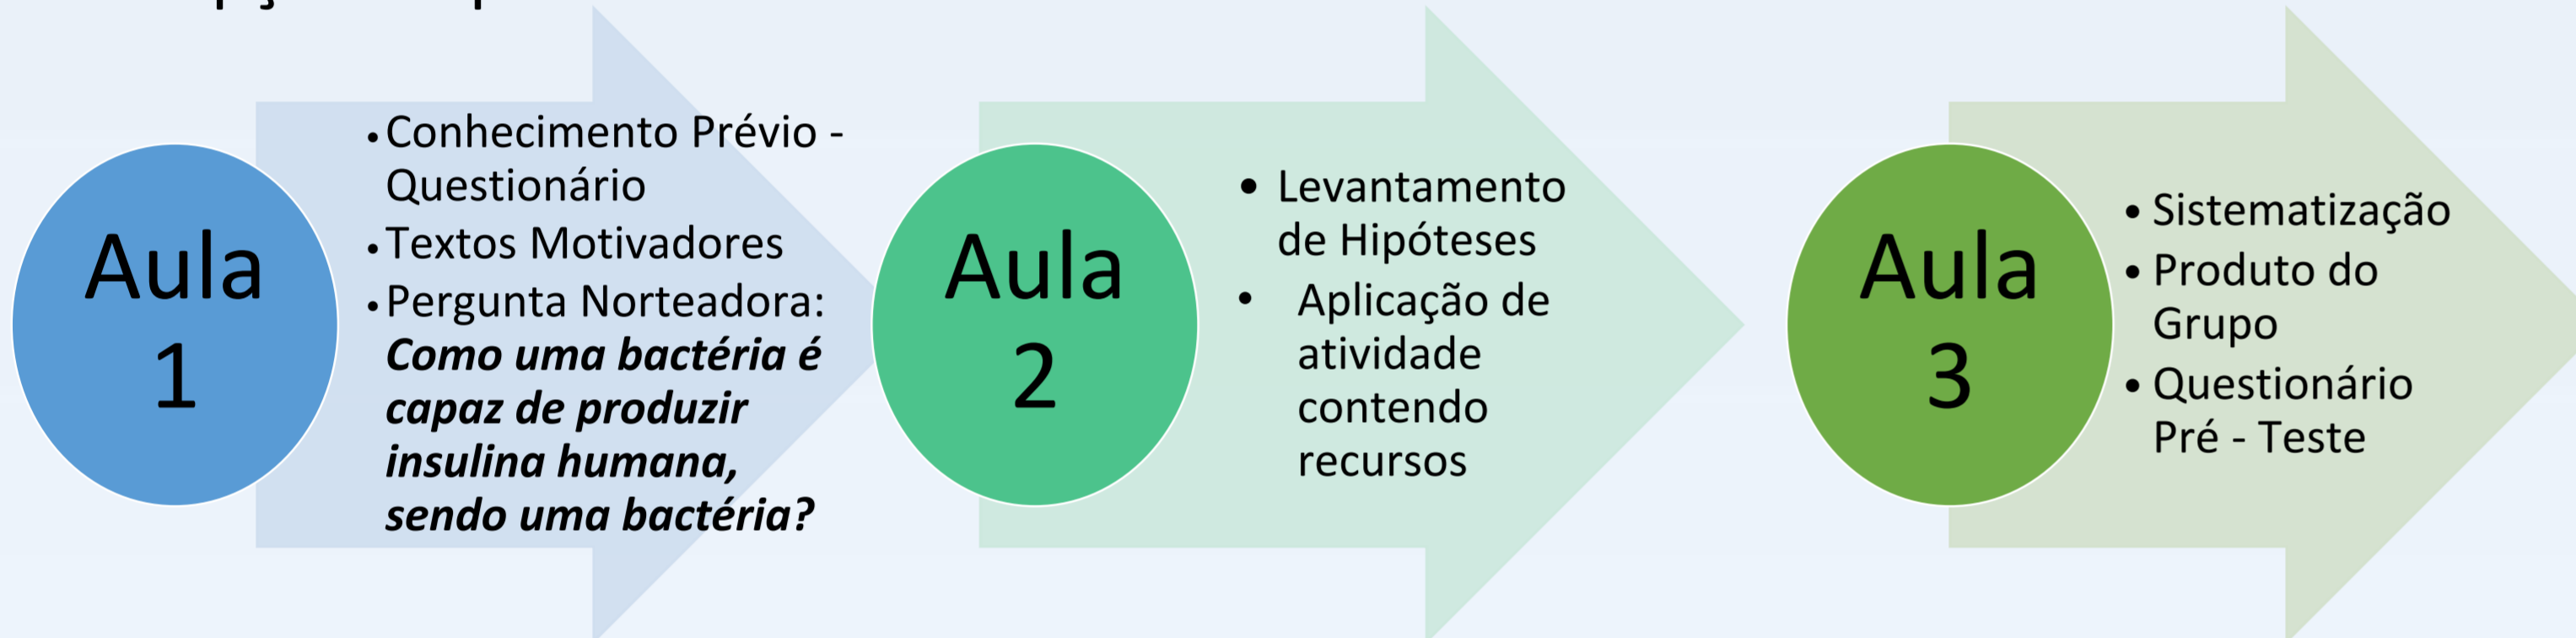 Aula
1
• Conhecimento Prévio -
Questionário
• Textos Motivadores
• Pergunta Norteadora:
Como uma bactéria é
capaz de produzir
insulina humana,
sendo uma bactéria?
Aula
2
• Levantamento
de Hipóteses
• Aplicação de
atividade
contendo
recursos
Aula
3
• Sistematização
• Produto do
Grupo
• Questionário
Pré - Teste